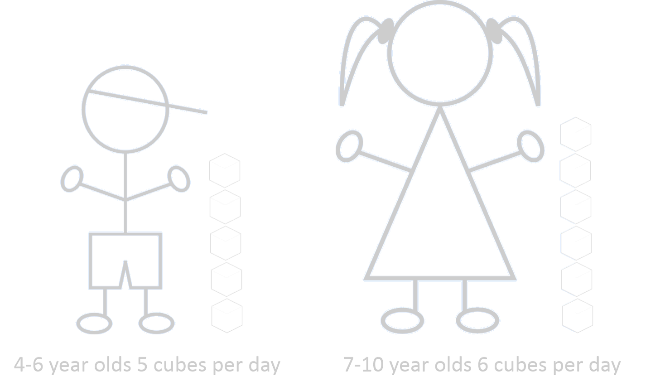 4-6 year olds 5 cubes per day
7-10 year olds 6 cubes per day